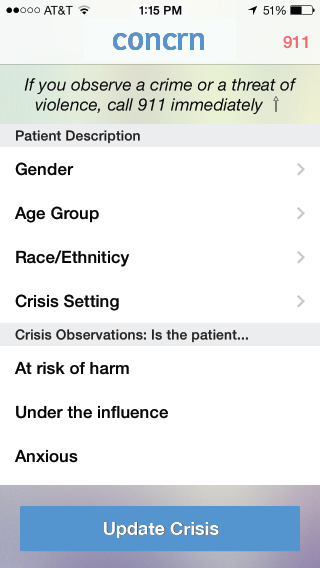 AT&T 1:15 PM 51%
concrn 911
If you observe a crime or a threat of
violence, call 911 immediately ⇧
Patient Description
Gender
Age Group
Race/Ethniticy
Crisis Setting
Crisis Observations: Is the patient...
At risk of harm
Under the influence
Anxious
Update Crisis